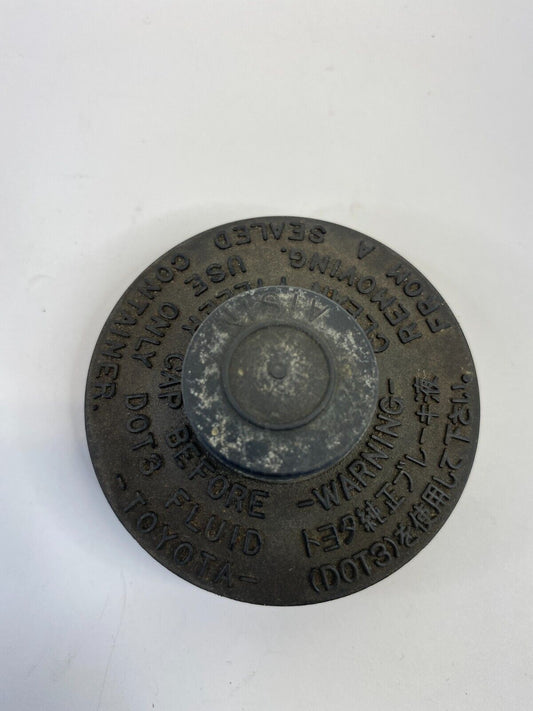 AISIN
-WARNING-
CLEAN FILLER CAP BEFORE
REMOVING. USE ONLY DOT3 FLUID
FROM A SEALED CONTAINER.
-TOYOTA-
トヨタ純正ブレーキ液
(DOT3)を使用して下さい.